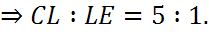 ⇒ CL : LE = 5 : 1.